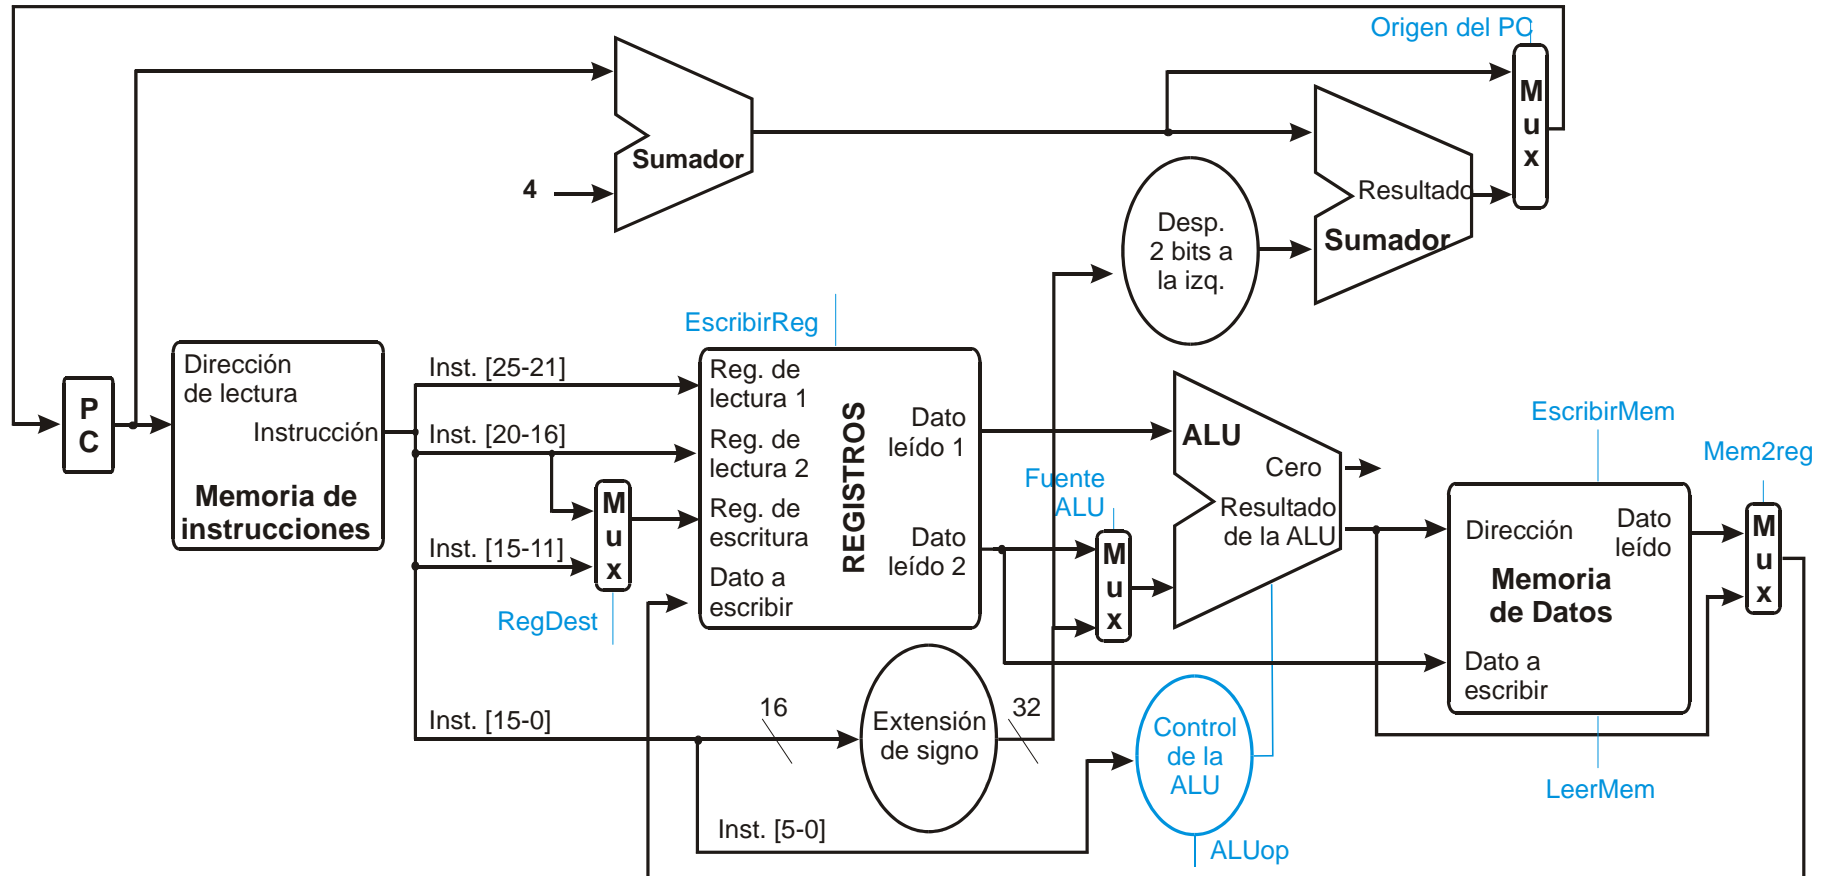 Origen del PC
M
u
x
Sumador
4
Resultado
Sumador
Desp.
2 bits a
la izq.
EscribirReg
P
C
Dirección
de lectura
Instrucción
Memoria de
instrucciones
Inst. [25-21]
Inst. [20-16]
Inst. [15-11]
Inst. [15-0]
Inst. [5-0]
M
u
x
RegDest
Reg. de
lectura 1
Reg. de
lectura 2
Reg. de
escritura
Dato a
escribir
REGISTROS
Dato
leído 1
Dato
leído 2
16
Extensión
de signo
32
Fuente
ALU
M
u
x
ALU
Cero
Resultado
de la ALU
Control
de la
ALU
ALUop
EscribirMem
Dirección
Dato
leído
Memoria
de Datos
Dato a
escribir
LeerMem
Mem2reg
M
u
x